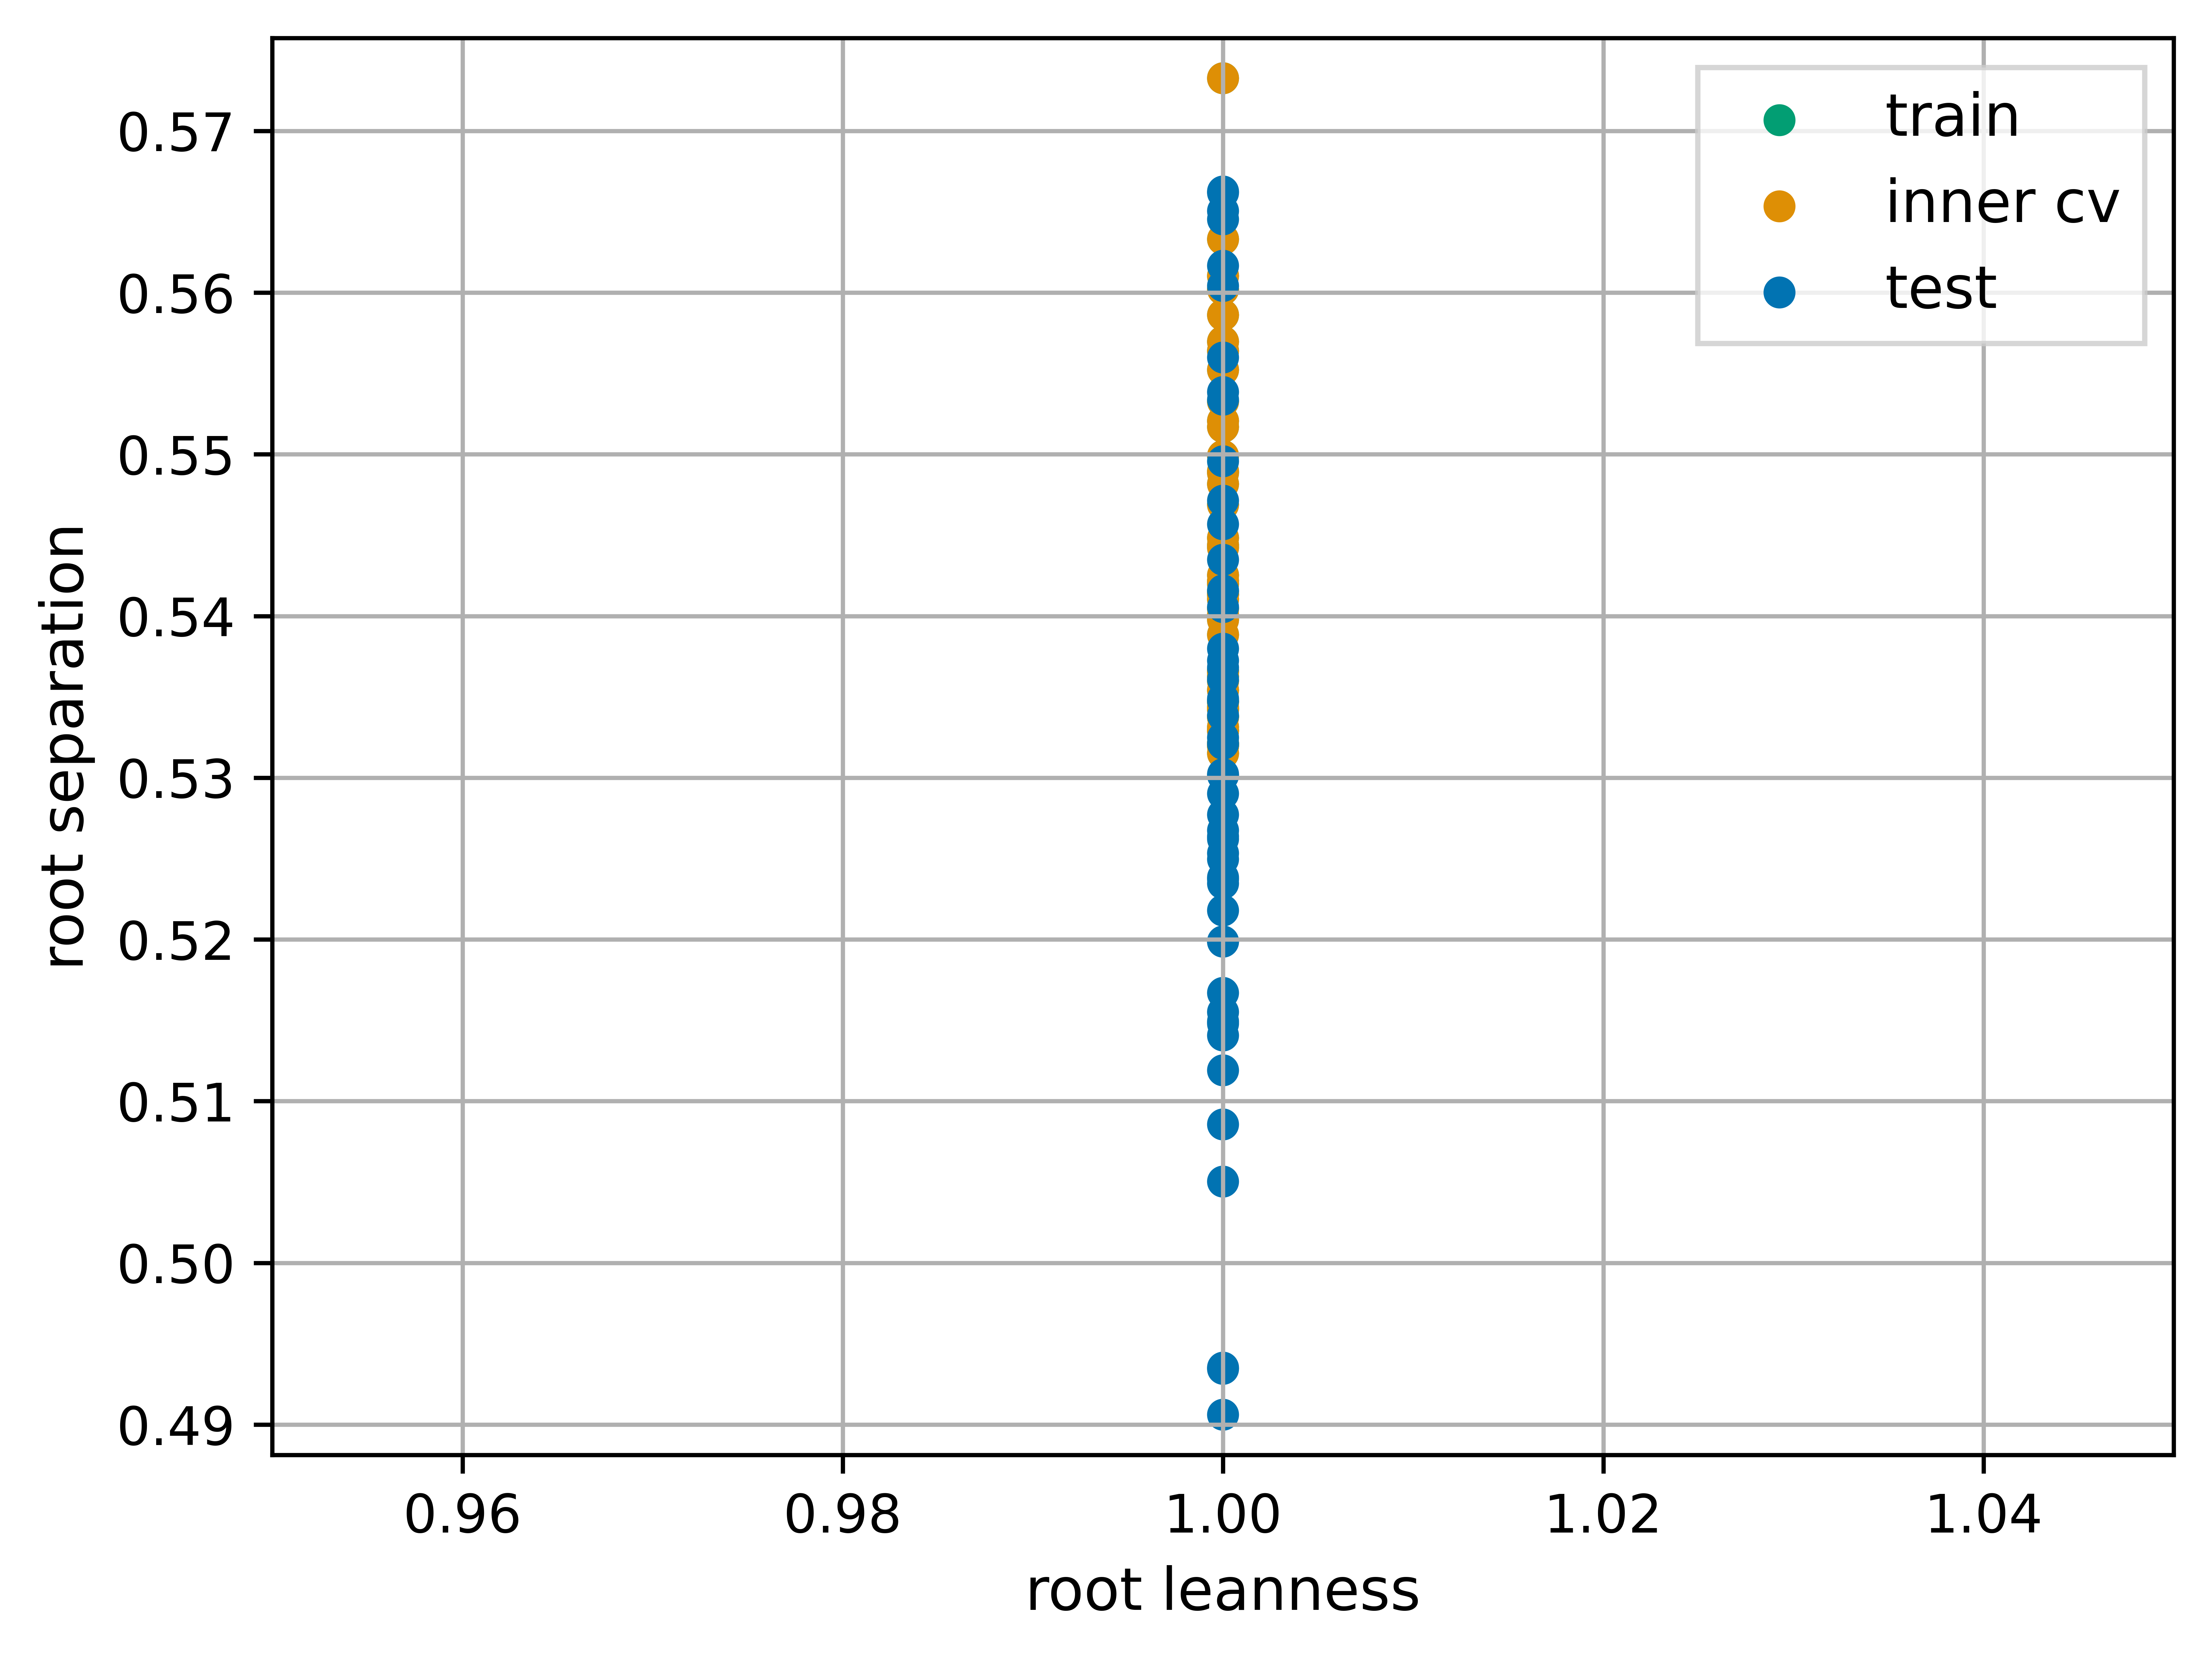 train
inner cv
test
0.57
0.56
0.55
0.54
0.53
0.52
0.51
0.50
0.49
root separation
0.96 0.98 1.00 1.02 1.04
root leanness